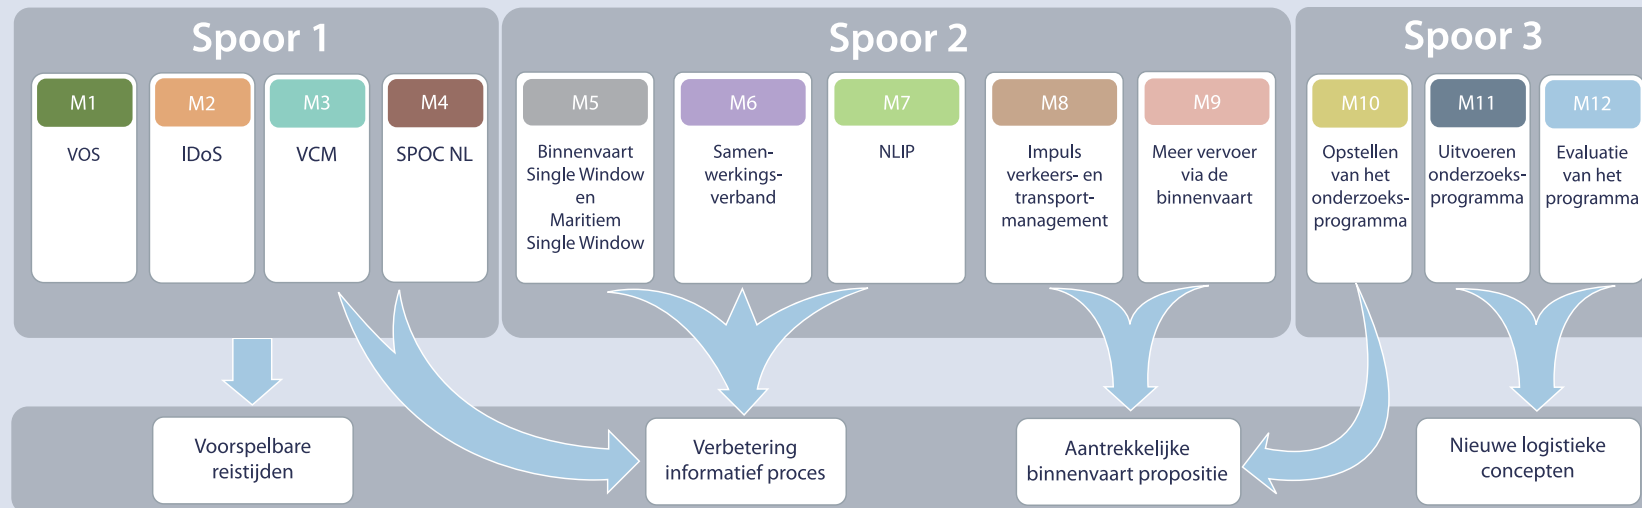 Spoor 1
M1
VOS
M2
IDoS
M3
VCM
M4
SPOC NL
Spoor 2
M5
Binnenvaart
Single Window
en
Maritiem
Single Window
M6
Samen-
werkings-
verband
M7
NLIP
M8
Impuls
verkeers- en
transport-
management
M9
Meer vervoer
via de
binnenvaart
Spoor 3
M10
Opstellen
van het
onderzoeks-
programma
M11
Uitvoeren
onderzoeks-
programma
M12
Evaluatie
van het
programma
Voorspelbare
reistijden
Verbetering
informatief proces
Aantrekkelijke
binnenvaart propositie
Nieuwe logistieke
concepten